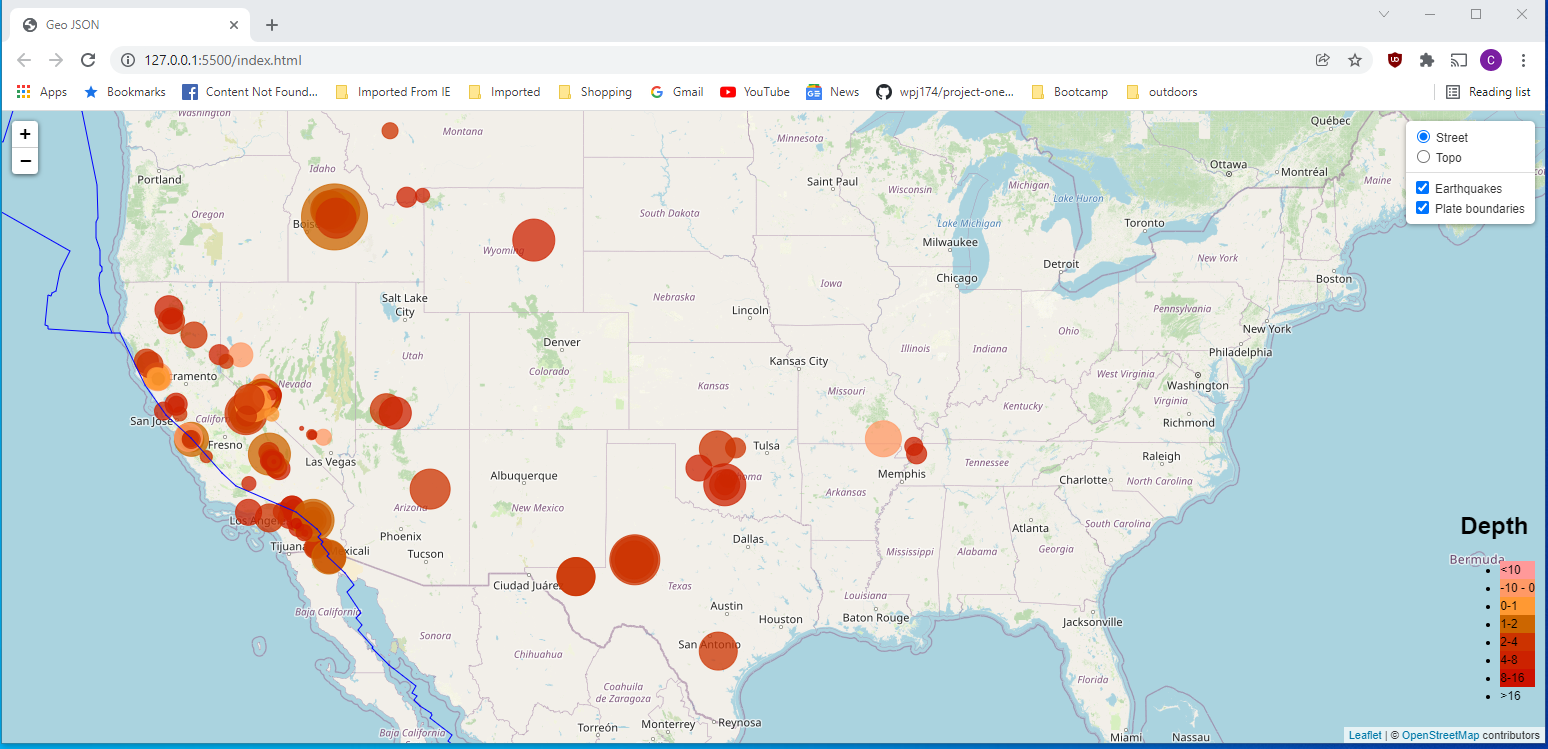 Geo JSON
127.0.0.1:5500/index.html
C
Apps
Bookmarks
Content Not Found...
Imported From IE
Imported
Shopping
Gmail
YouTube
News
wpj174/project-one...
Bootcamp
outdoors
Reading list
+
−
Street
Topo
Earthquakes
Plate boundaries
Washington
Montana
Minnesota
Québec
Ottawa
Montréal
Maine
Portland
Idaho
Saint Paul
Wisconsin
Michigan
Lake Huron
Oregon
South Dakota
Lake Michigan
Toronto
Milwaukee
Wyoming
Detroit
New York
Boston
Chicago
Salt Lake
City
Nebraska
Iowa
Lincoln
Pennsylvania
New York
Denver
Utah
Illinois
Indiana
Ohio
Philadelphia
Kansas City
Colorado
Nevada
Kansas
Missouri
West Virginia
Washington
Virginia
Kentucky
San José
Fresno
Richmond
Las Vegas
Tulsa
Raleigh
Albuquerque
Memphis
Tennessee
Charlotte
North Carolina
Arkansas
Arizona
New Mexico
Los Angeles
Phoenix
Tucson
Dallas
Atlanta
South Carolina
Mississippi
Alabama
Georgia
Tijuana
Ciudad Juárez
Texas
Austin
Houston
Louisiana
Baton Rouge
Jacksonville
Baja California
Sonora
Chihuahua
San Antonio
Coahuila
de Zaragoza
Florida
Torreón
Monterrey
Reynosa
Baja California
Miami
Nassau
Depth
Bermuda
<10
-10 - 0
0-1
1-2
2-4
4-8
8-16
>16
Leaflet | © OpenStreetMap contributors